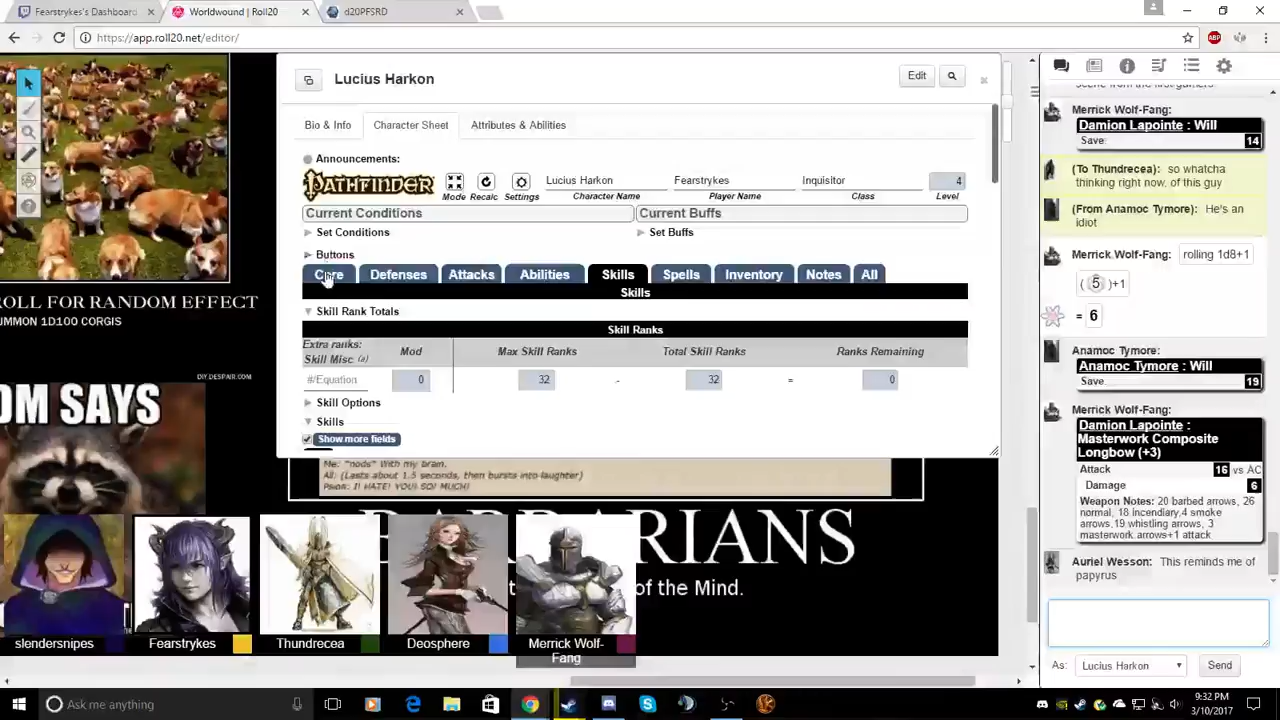 Fearstrykes's Dashboard
Worldwound | Roll20
d20PFSRD
https://app.roll20.net/editor/
ROLL FOR RANDOM EFFECT
UMMON 1D100 CORGIS
DIY.DESPAIR.COM
OM SAYS
Lucius Harkon
Edit
Bio & Info
Character Sheet
Attributes & Abilities
Announcements:
PATHFINDER
Mode
Recalc
Settings
Lucius Harkon
Character Name
Fearstrykes
Player Name
Inquisitor
Class
4
Level
Current Conditions
Current Buffs
Set Conditions
Set Buffs
Buttons
Core
Defenses
Attacks
Abilities
Skills
Spells
Inventory
Notes
All
Skills
Skill Rank Totals
Skill Ranks
Extra ranks:
Skill Misc (a)
Mod
Max Skill Ranks
Total Skill Ranks
Ranks Remaining
#/Equation
0
32
-
32
=
0
Skill Options
Skills
Show more fields
Me: *nods* With my brain.
All: (Lasts about 1.5 seconds, then bursts into laughter)
I HATE! YOU! SO! MUCH!
BARBARIANS
of the Mind.
slendersnipes
Fearstrykes
Thundrecea
Deosphere
Merrick Wolf-
Fang
Merrick Wolf-Fang:
Damion Lapointe : Will
Save: 14
(To Thundrecea): so whatcha
thinking right now, of this guy
(From Anamoc Tymore): He's an
idiot
Merrick Wolf-Fang: rolling 1d8+1
(5)+1
= 6
Anamoc Tymore:
Anamoc Tymore: Will
Save 19
Merrick Wolf-Fang:
Damion Lapointe :
Masterwork Composite
Longbow (+3)
Attack 16 vs AC
Damage: 6
Weapon Notes: 20 barbed arrows, 26
normal, 18 incendiary,4 smoke
arrows,19 whistling arrows, 3
masterwork arrows+1 attack
Auriel Wesson: This reminds me of
papyrus
As: Lucius Harkon
Send
Ask me anything
9:32 PM
3/10/2017